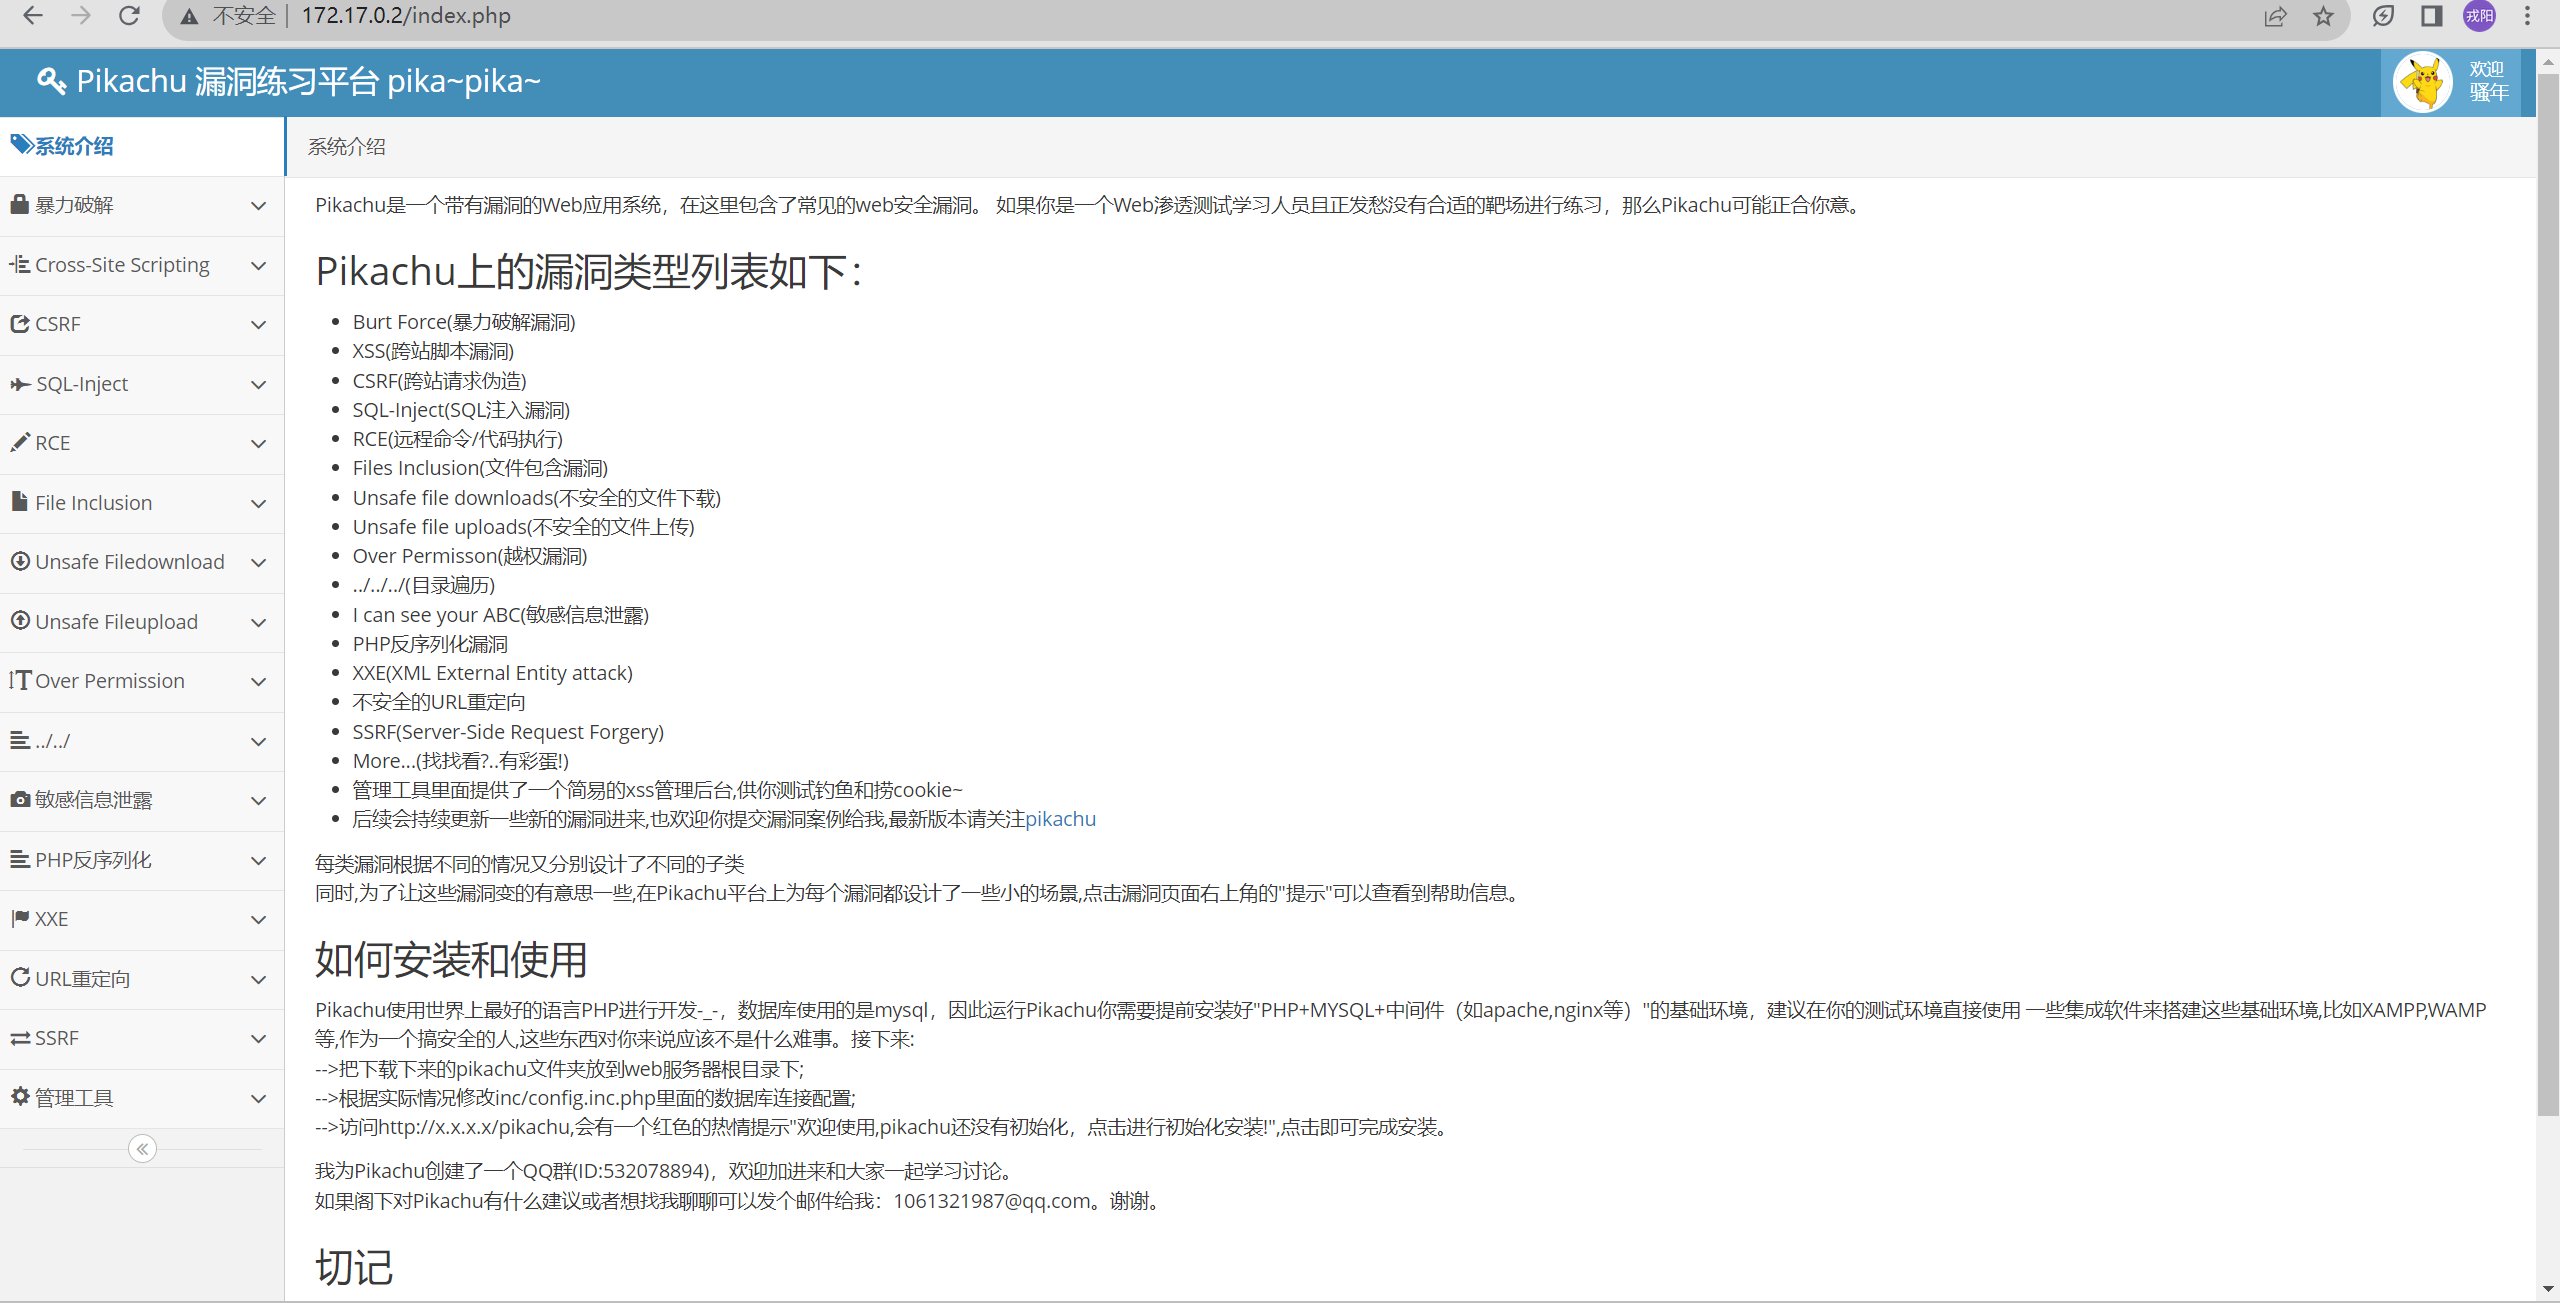 不安全 | 172.17.0.2/index.php
戎阳
Pikachu 漏洞练习平台 pika~pika~
欢迎
骚年
系统介绍
暴力破解
Cross-Site Scripting
CSRF
SQL-Inject
RCE
File Inclusion
Unsafe Filedownload
Unsafe Fileupload
Over Permission
../../
敏感信息泄露
PHP反序列化
XXE
URL重定向
SSRF
管理工具
系统介绍
Pikachu是一个带有漏洞的Web应用系统，在这里包含了常见的web安全漏洞。 如果你是一个Web渗透测试学习人员且正发愁没有合适的靶场进行练习，那么Pikachu可能正合你意。
Pikachu上的漏洞类型列表如下：
Burt Force(暴力破解漏洞)
XSS(跨站脚本漏洞)
CSRF(跨站请求伪造)
SQL-Inject(SQL注入漏洞)
RCE(远程命令/代码执行)
Files Inclusion(文件包含漏洞)
Unsafe file downloads(不安全的文件下载)
Unsafe file uploads(不安全的文件上传)
Over Permisson(越权漏洞)
../../../(目录遍历)
I can see your ABC(敏感信息泄露)
PHP反序列化漏洞
XXE(XML External Entity attack)
不安全的URL重定向
SSRF(Server-Side Request Forgery)
More...(找找看?..有彩蛋!)
管理工具里面提供了一个简易的xss管理后台,供你测试钓鱼和捞cookie~
后续会持续更新一些新的漏洞进来,也欢迎你提交漏洞案例给我,最新版本请关注pikachu
每类漏洞根据不同的情况又分别设计了不同的子类
同时,为了让这些漏洞变的有意思一些,在Pikachu平台上为每个漏洞都设计了一些小的场景,点击漏洞页面右上角的"提示"可以查看到帮助信息。
如何安装和使用
Pikachu使用世界上最好的语言PHP进行开发-_-，数据库使用的是mysql，因此运行Pikachu你需要提前安装好"PHP+MYSQL+中间件（如apache,nginx等）"的基础环境，建议在你的测试环境直接使用 一些集成软件来搭建这些基础环境,比如XAMPP,WAMP
等,作为一个搞安全的人,这些东西对你来说应该不是什么难事。接下来:
-->把下载下来的pikachu文件夹放到web服务器根目录下;
-->根据实际情况修改inc/config.inc.php里面的数据库连接配置;
-->访问http://x.x.x.x/pikachu,会有一个红色的热情提示"欢迎使用,pikachu还没有初始化，点击进行初始化安装!",点击即可完成安装。
我为Pikachu创建了一个QQ群(ID:532078894)，欢迎加进来和大家一起学习讨论。
如果阁下对Pikachu有什么建议或者想找我聊聊可以发个邮件给我：1061321987@qq.com。谢谢。
切记